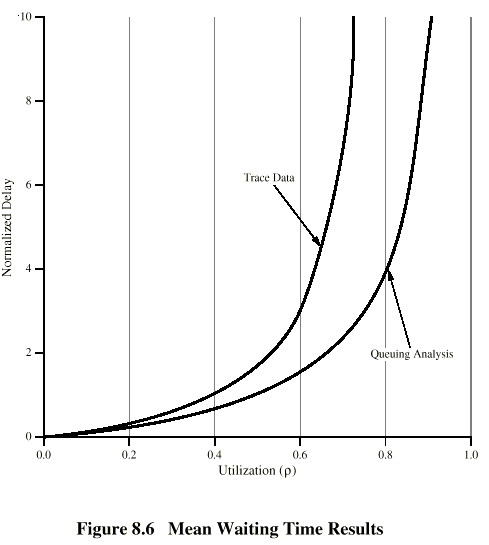 10
8
6
4
2
0
Normalized Delay
Trace Data
Queuing Analysis
0.0 0.2 0.4 0.6 0.8 1.0
Utilization (ρ)
Figure 8.6 Mean Waiting Time Results